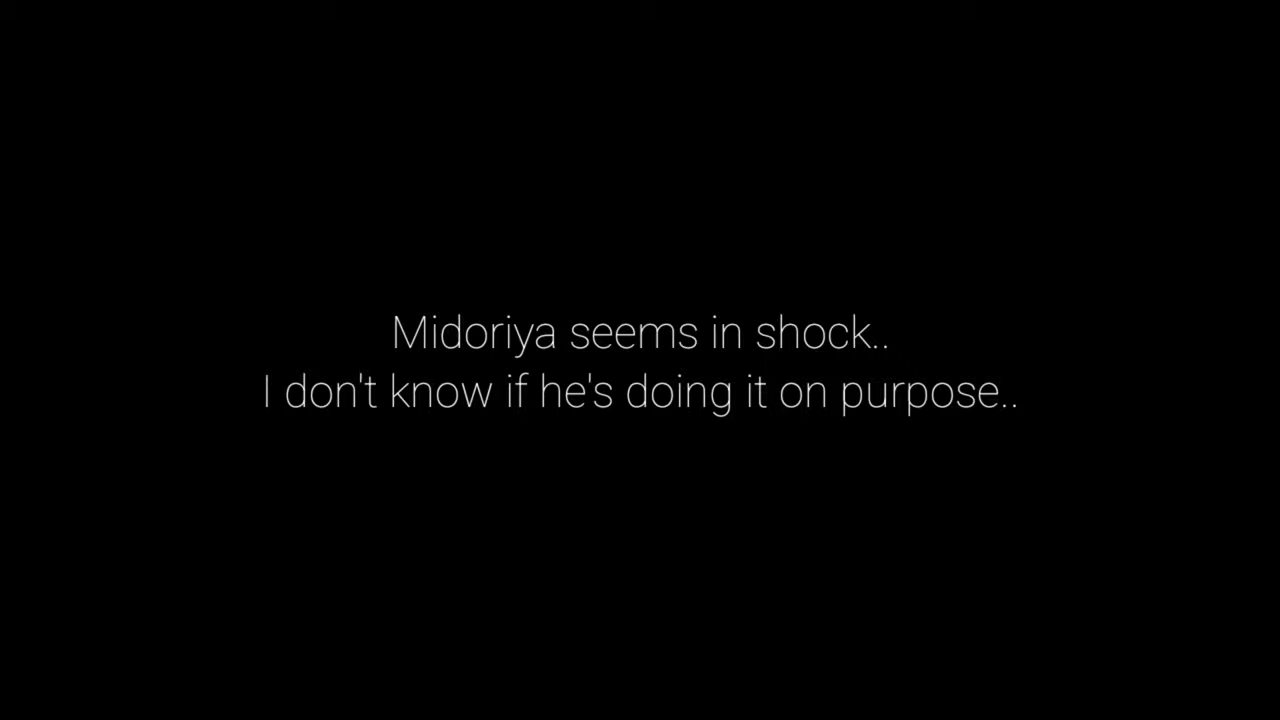 Midoriya seems in shock..
I don't know if he's doing it on purpose..